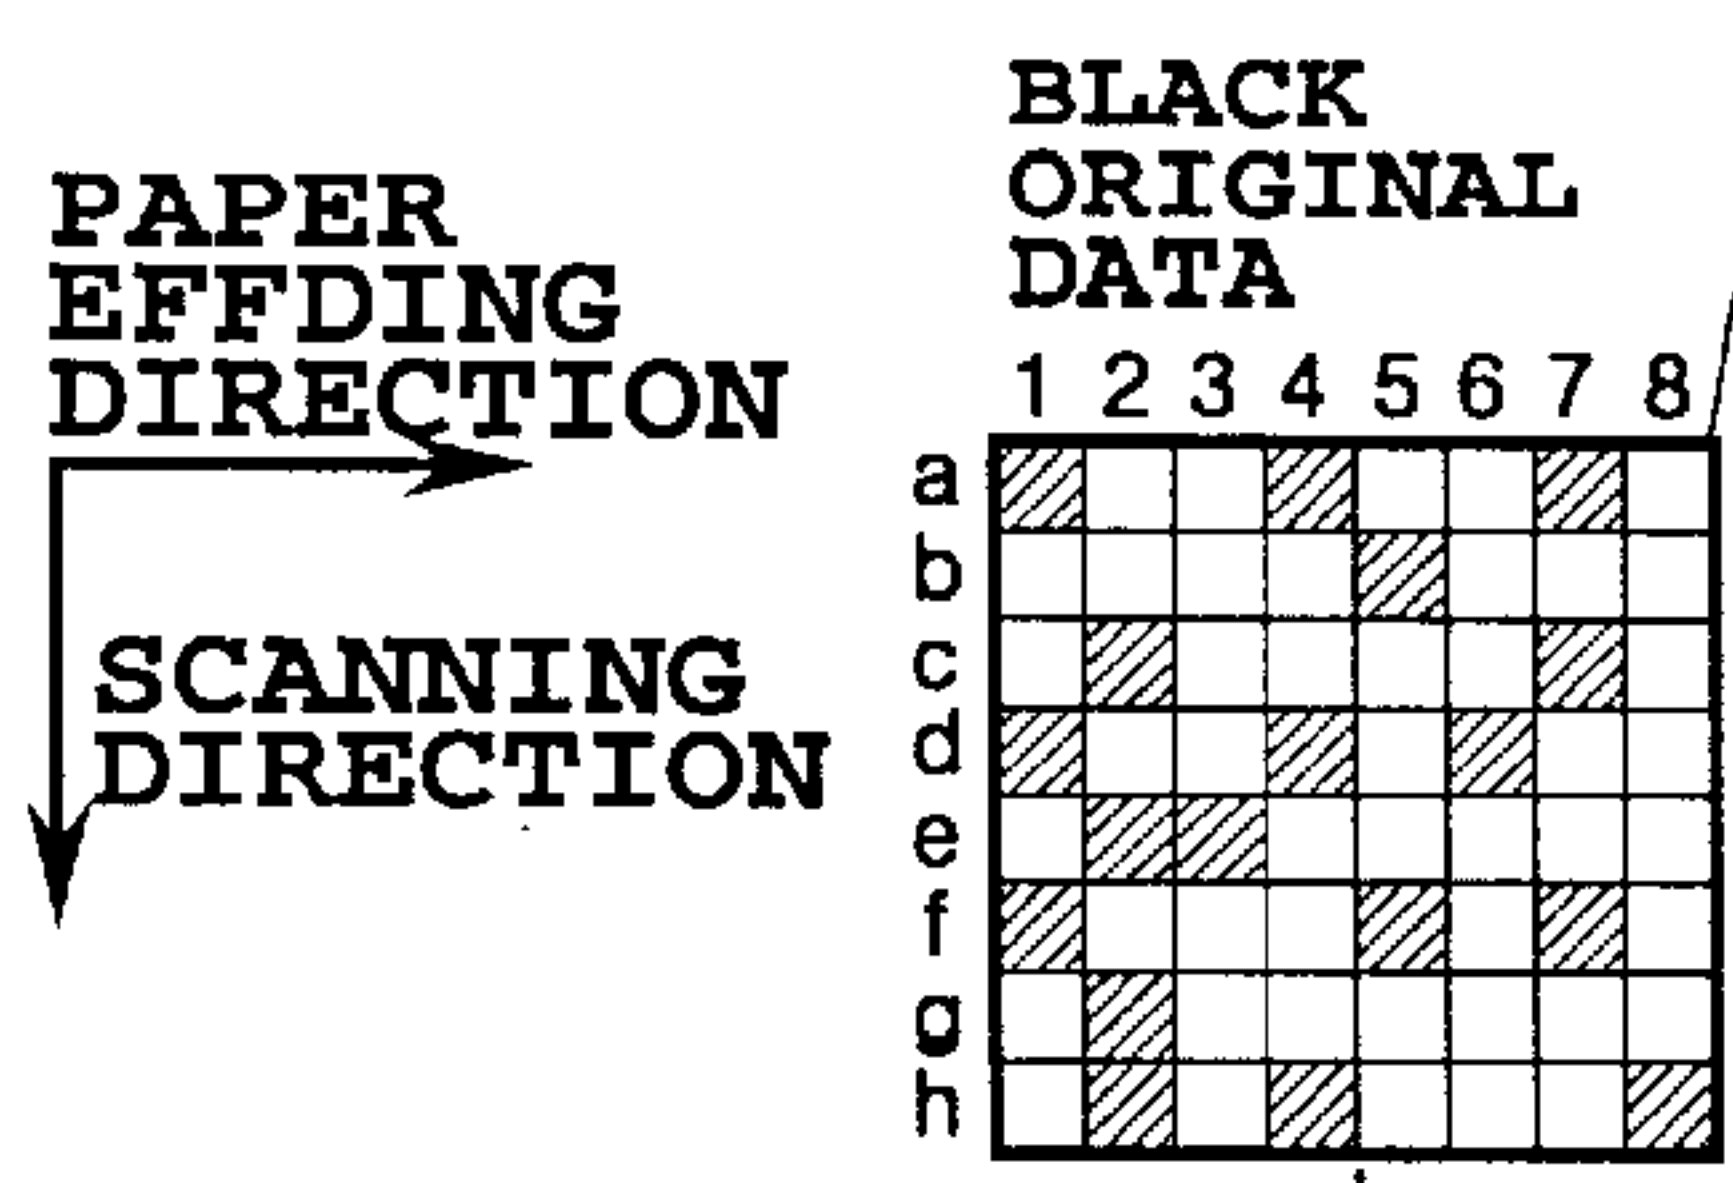 PAPER
EFFDING
DIRECTION
SCANNING
DIRECTION
BLACK
ORIGINAL
DATA
1 2 3 4 5 6 7 8
a
b
c
d
e
f
g
h